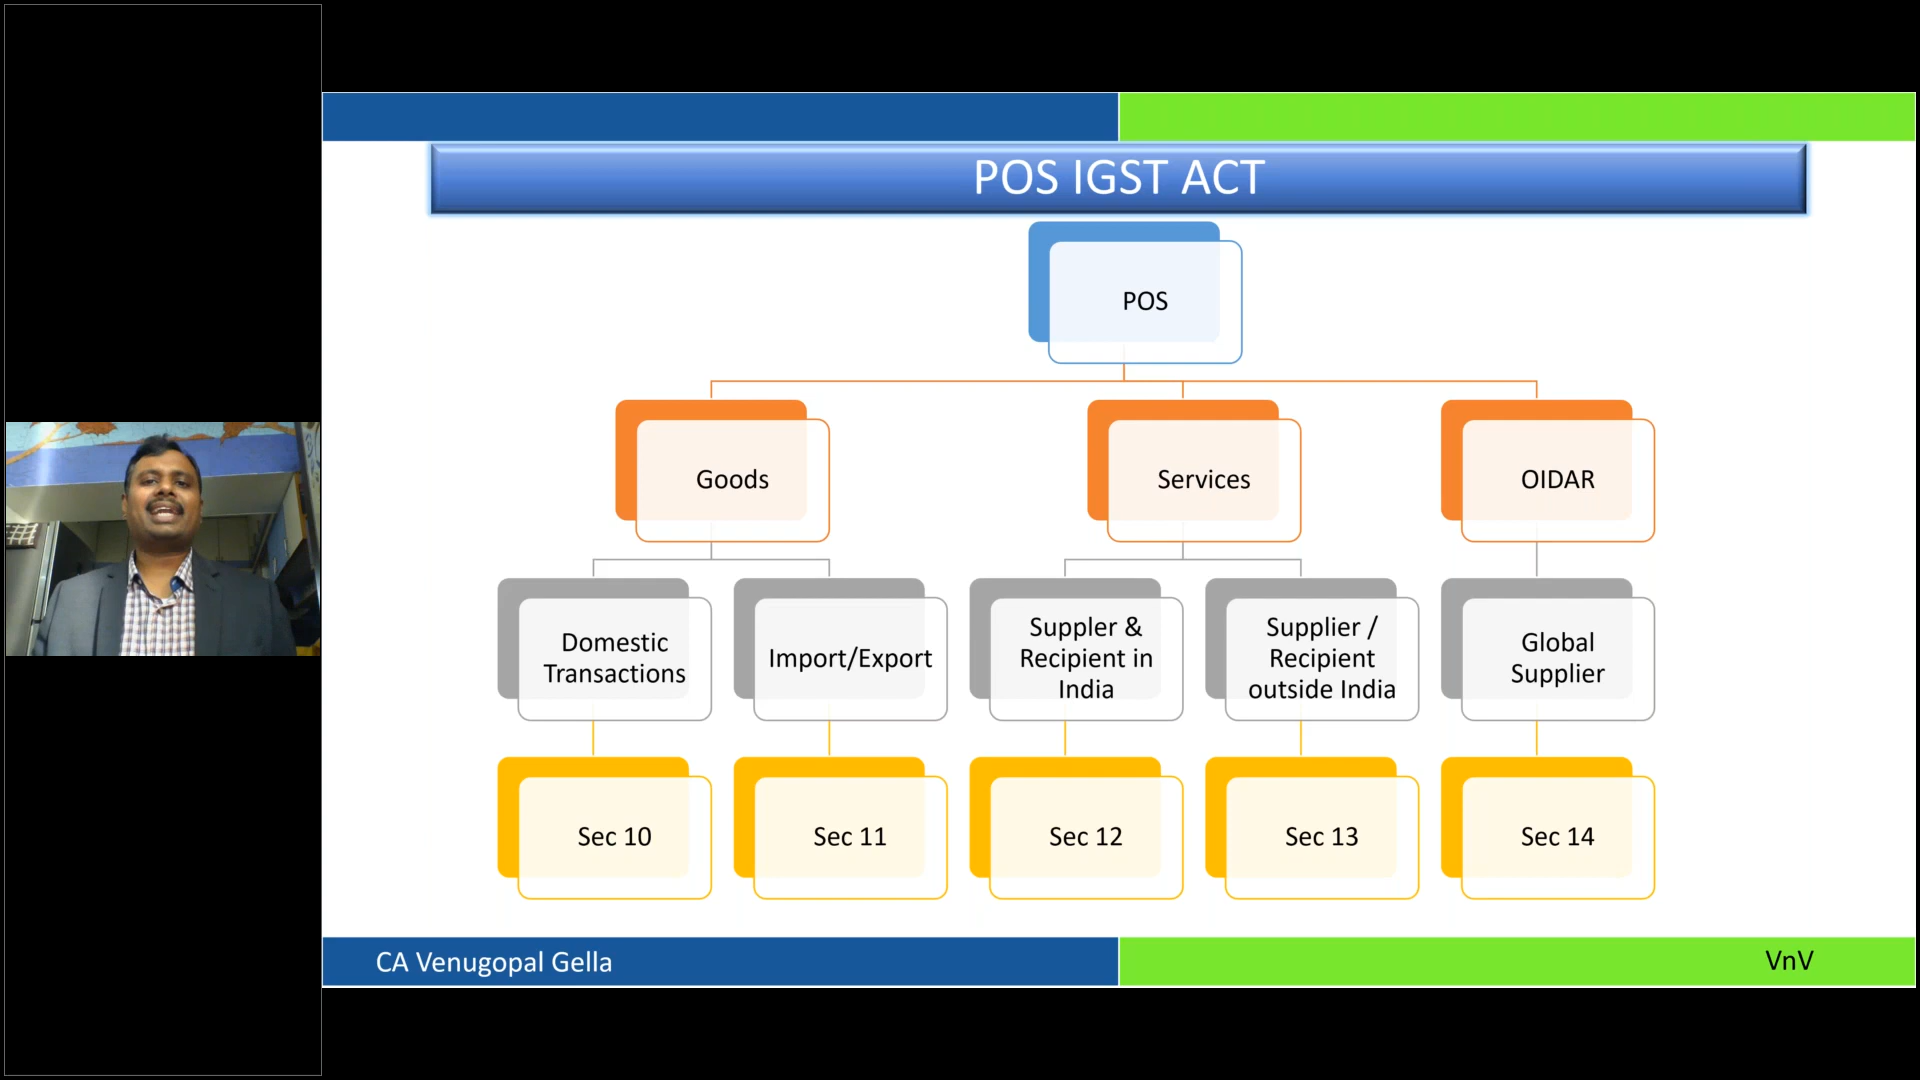 POS IGST ACT
POS
Goods
Services
OIDAR
Domestic
Transactions
Import/Export
Suppler &
Recipient in
India
Supplier /
Recipient
outside India
Global
Supplier
Sec 10
Sec 11
Sec 12
Sec 13
Sec 14
CA Venugopal Gella
VnV